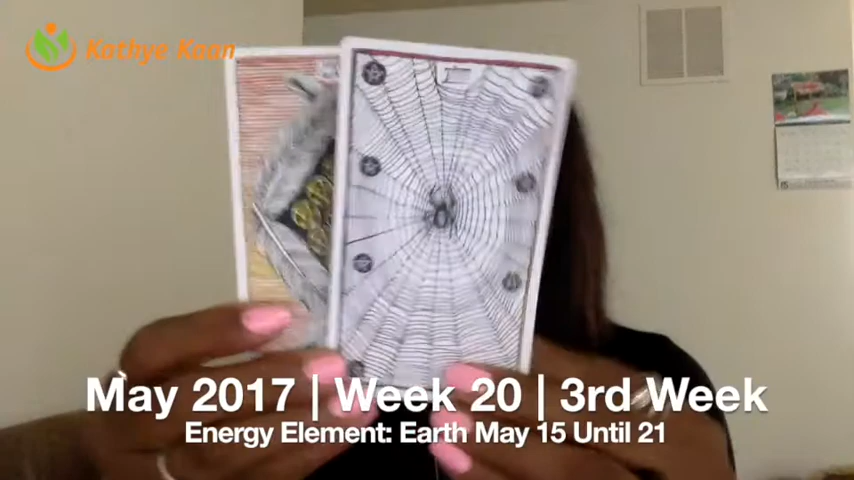 Kathye Kaan
May 2017 | Week 20 | 3rd Week
Energy Element: Earth May 15 Until 21